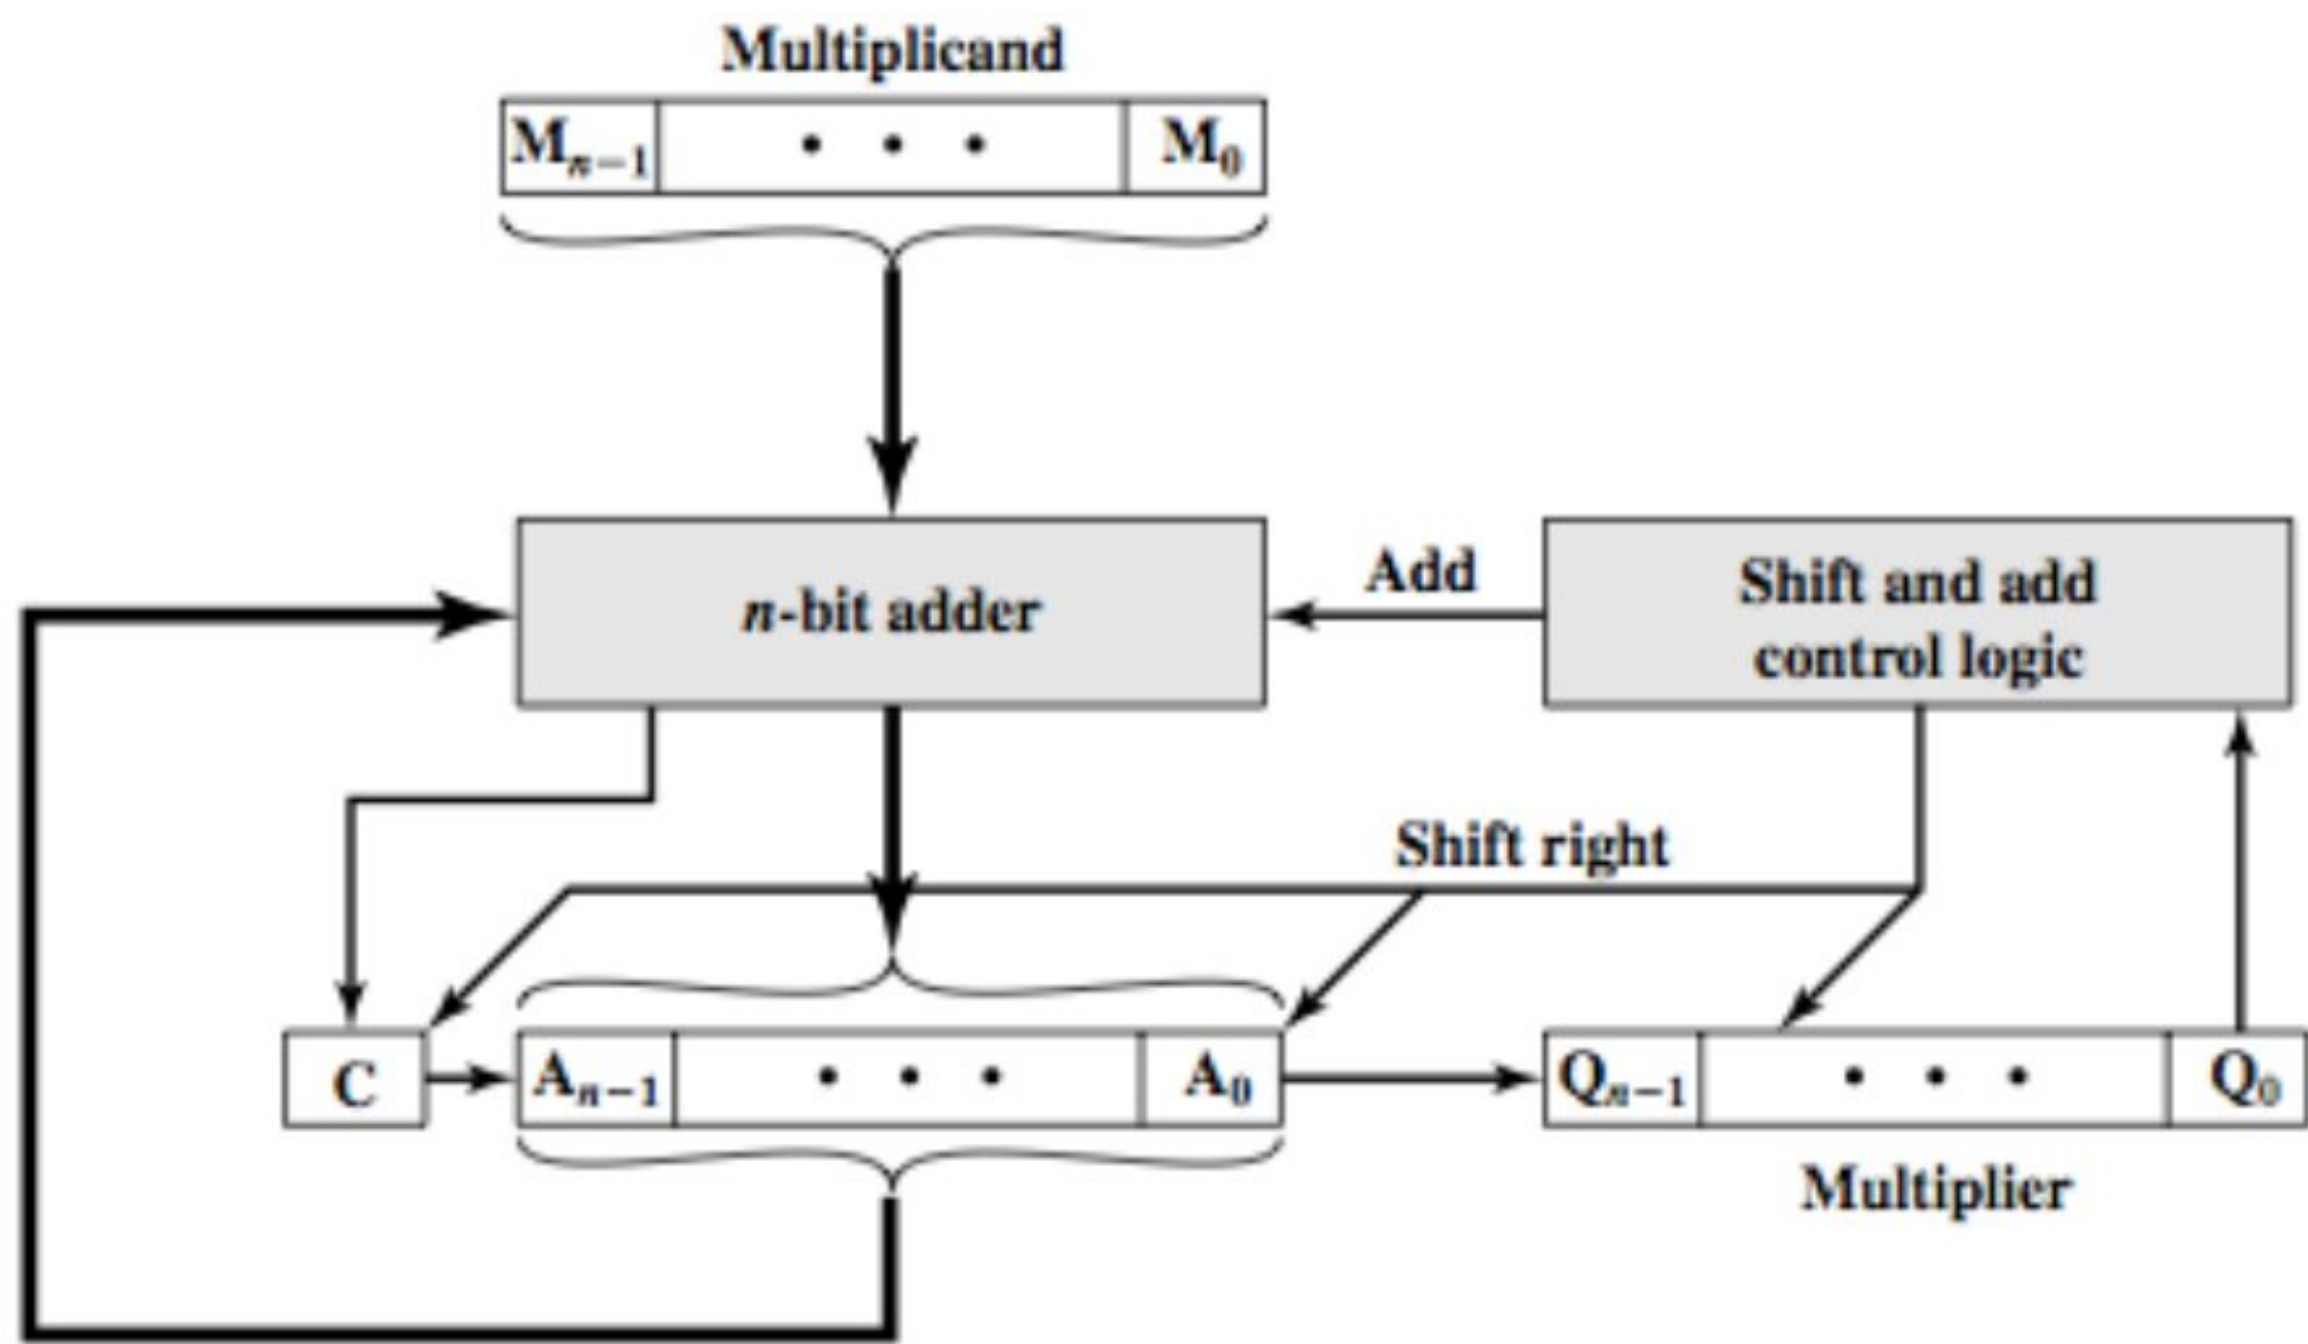 Multiplicand
Mn−1 • • • M0
n-bit adder
Add
Shift and add
control logic
Shift right
C
An−1 • • • A0
Qn−1 • • • Q0
Multiplier